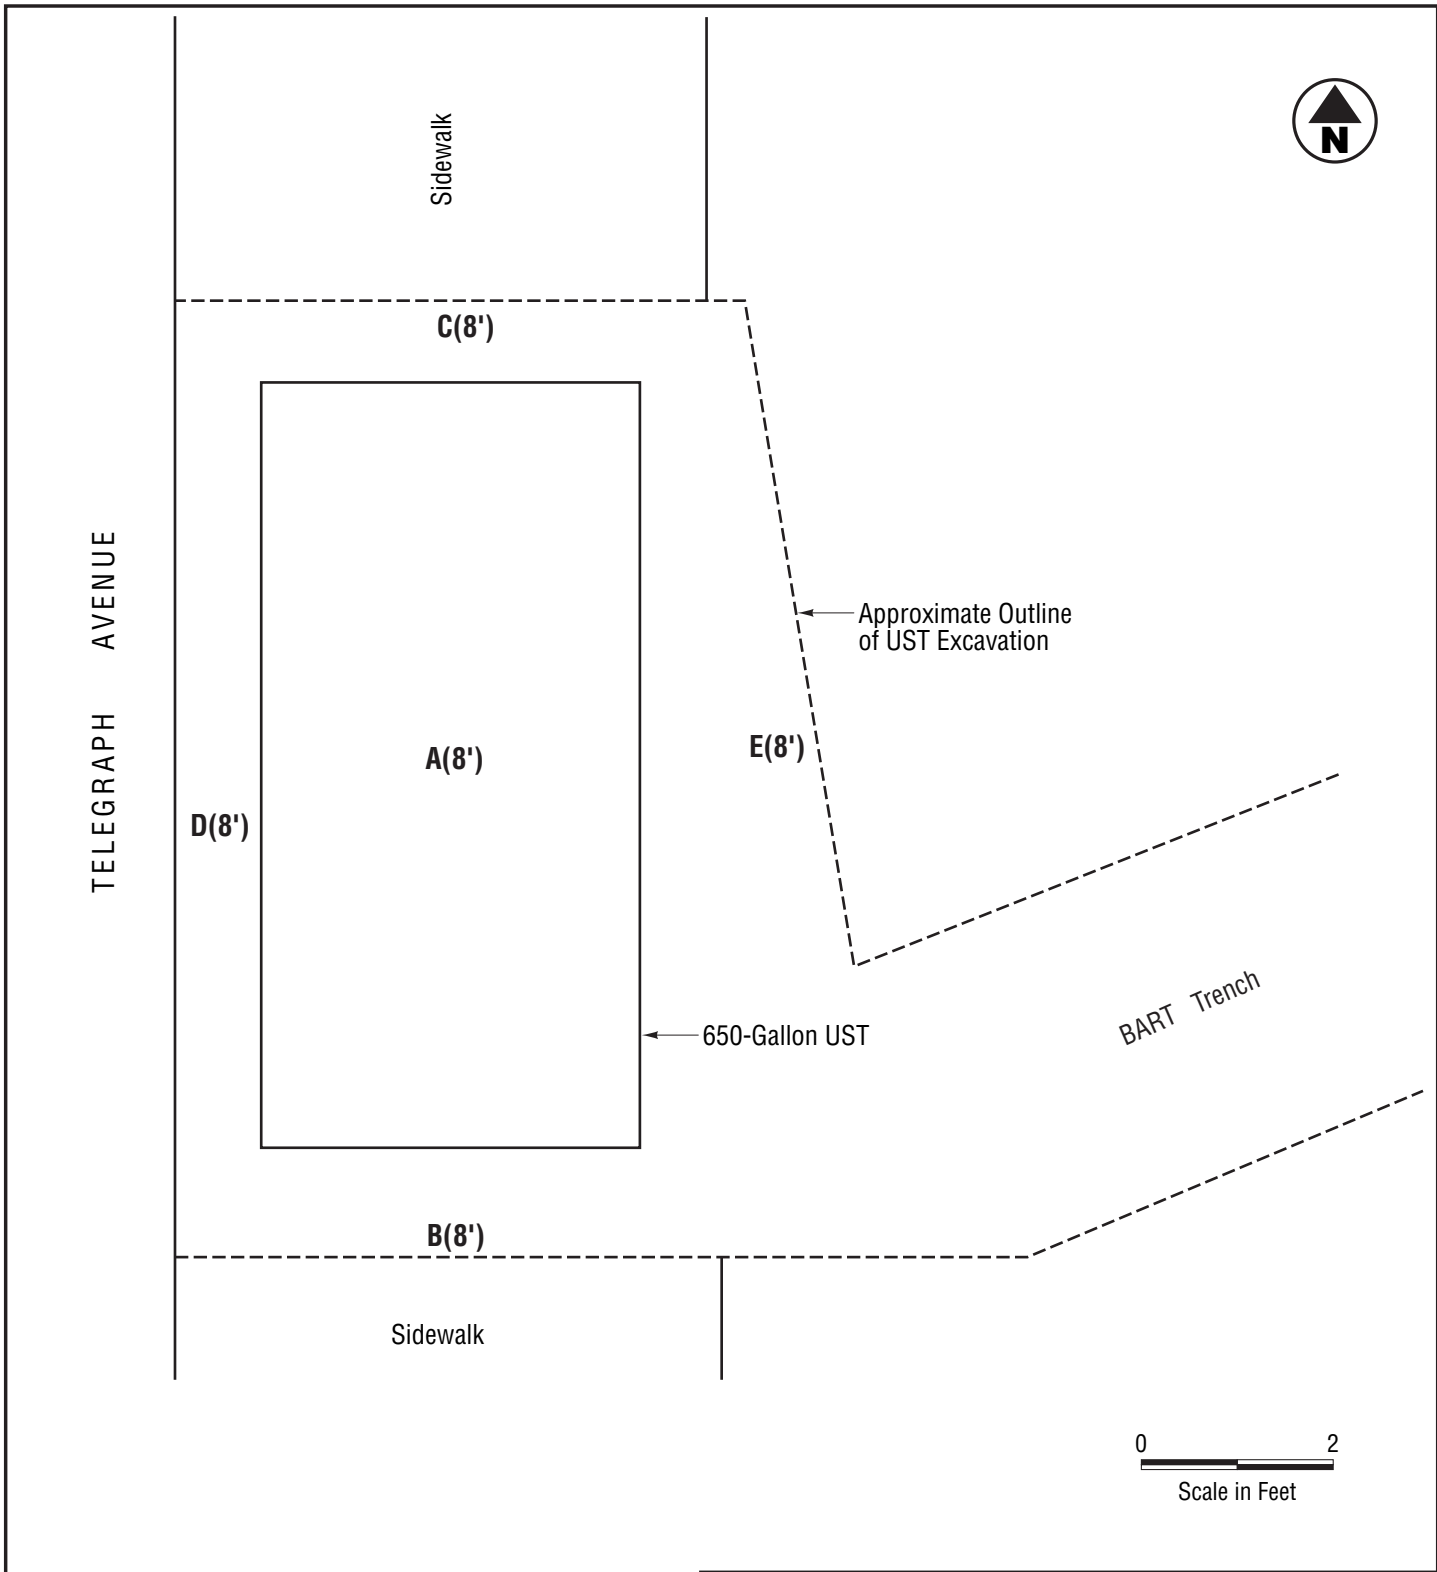 Sidewalk
N
C(8')
TELEGRAPH AVENUE
Approximate Outline
of UST Excavation
A(8')
E(8')
D(8')
BART Trench
650-Gallon UST
B(8')
Sidewalk
0 2
Scale in Feet